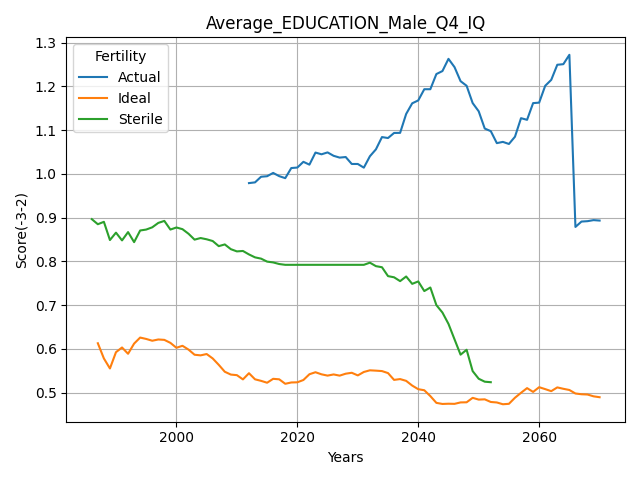 Average_EDUCATION_Male_Q4_IQ
Fertility
Actual
Ideal
Sterile
Score(-3-2)
1.3
1.2
1.1
1.0
0.9
0.8
0.7
0.6
0.5
2000
2020
2040
2060
Years